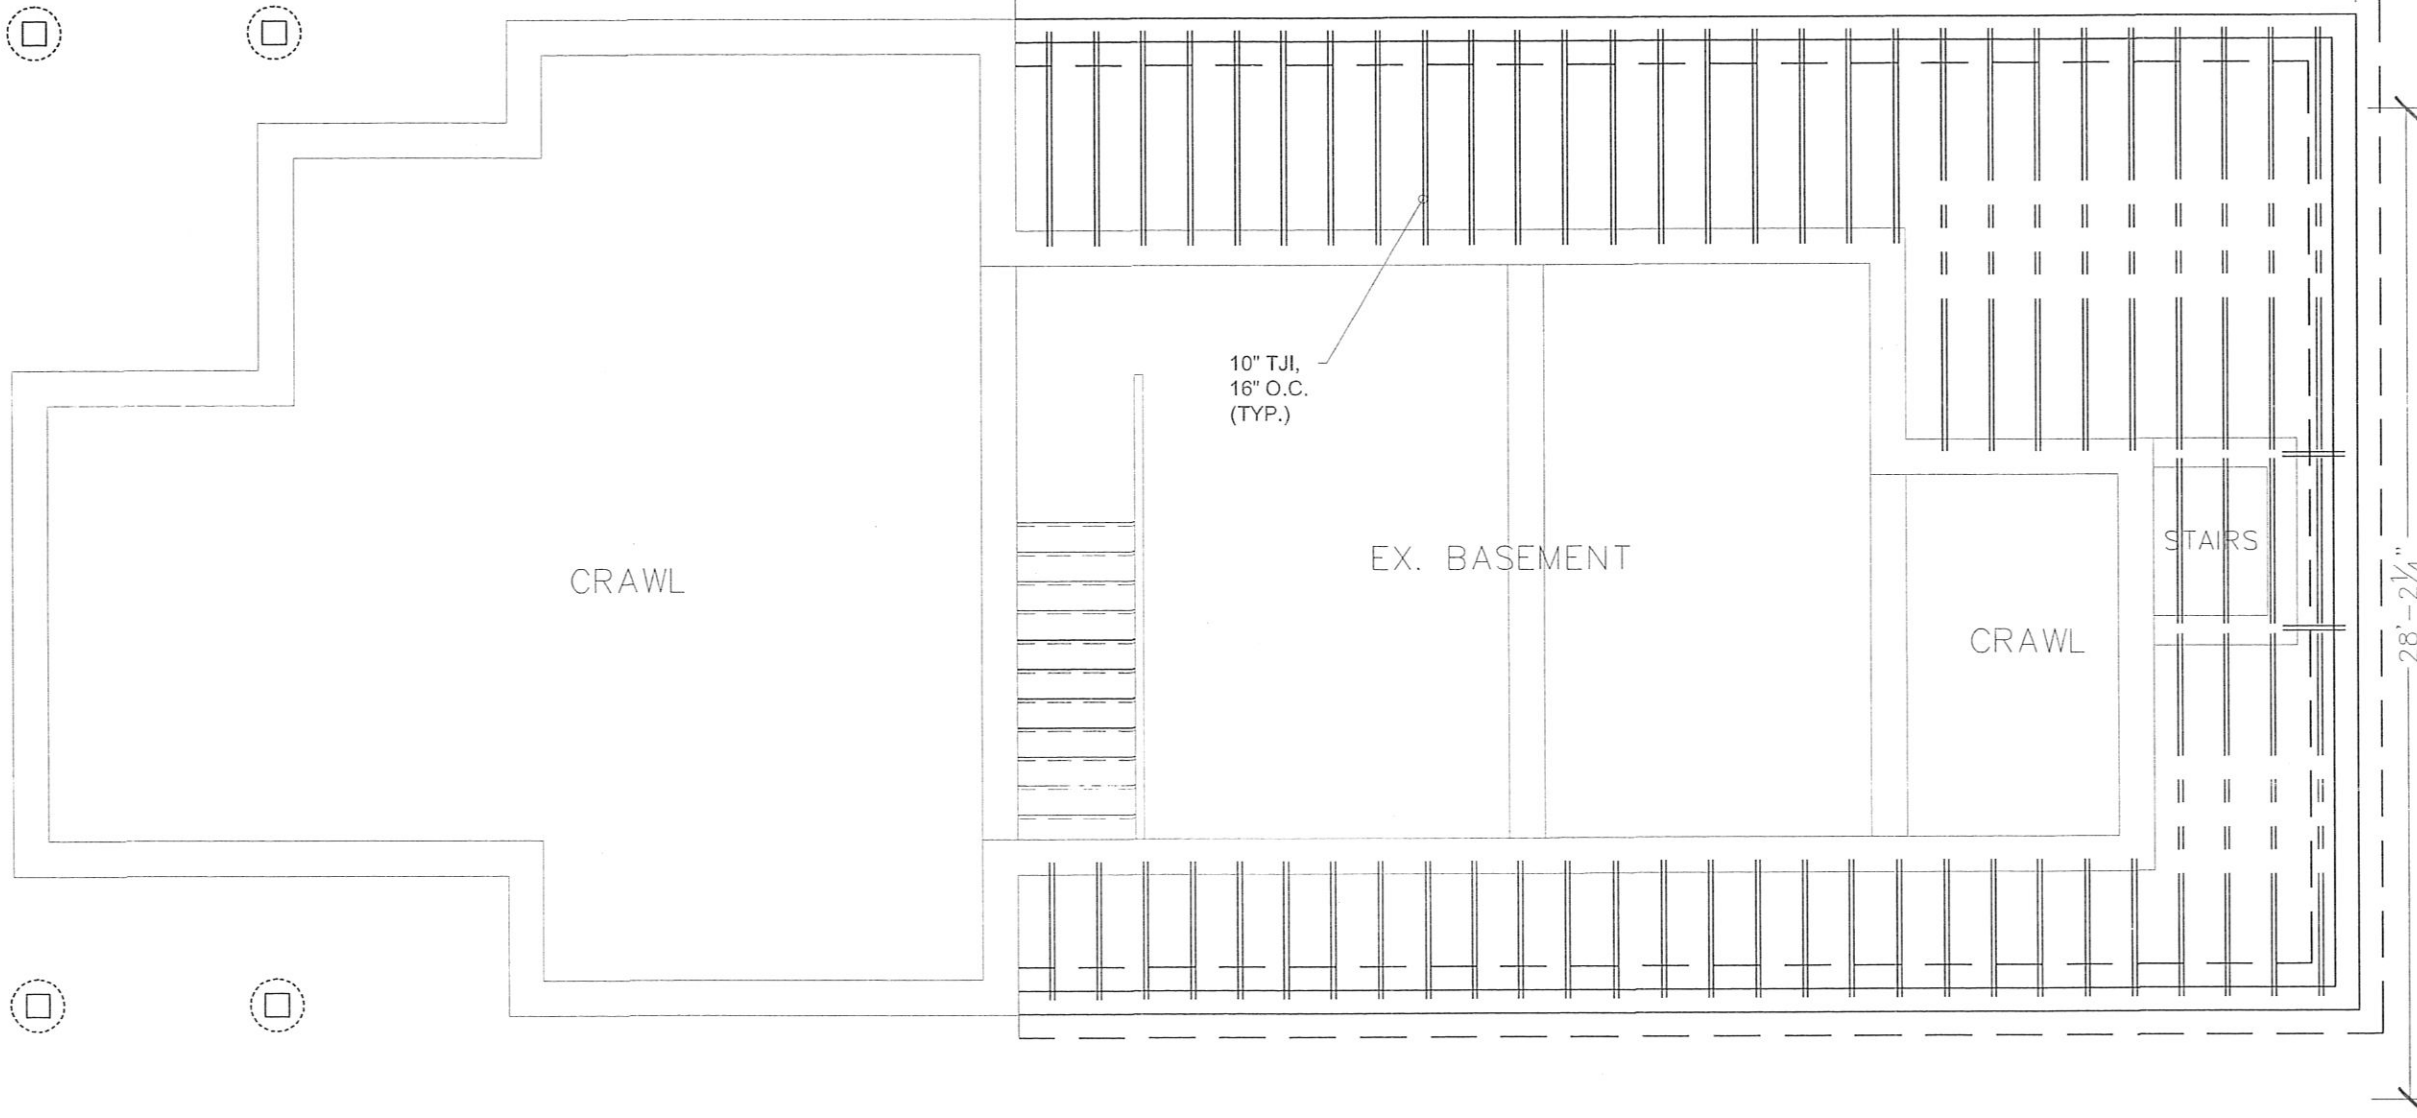 10" TJI,
16" O.C.
(TYP.)
CRAWL
EX. BASEMENT
STAIRS
CRAWL
28'-2¼"